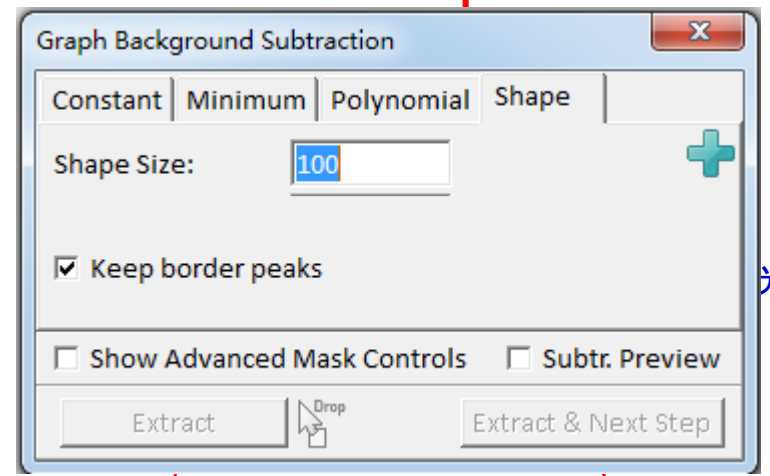 Graph Background Subtraction
Constant Minimum Polynomial Shape
Shape Size: 100
Keep border peaks
Show Advanced Mask Controls Subtr. Preview
Extract Drop Extract & Next Step